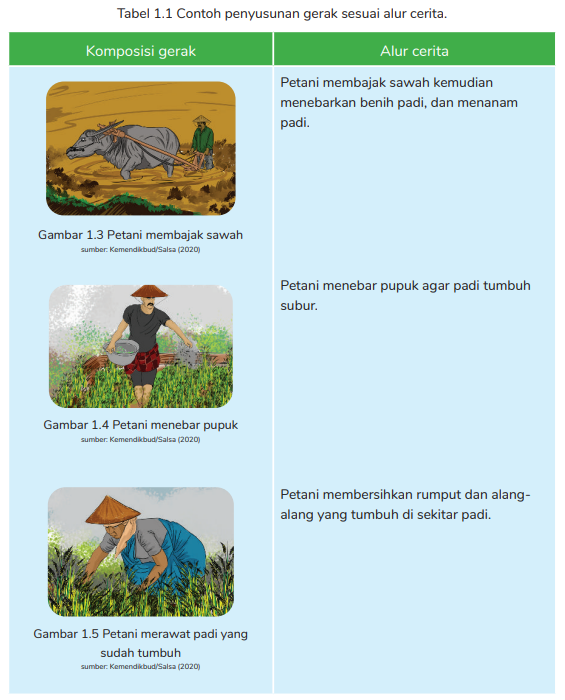 Tabel 1.1 Contoh penyusunan gerak sesuai alur cerita.
Komposisi gerak
Alur cerita
Petani membajak sawah kemudian
menebarkan benih padi, dan menanam
padi.
Gambar 1.3 Petani membajak sawah
sumber: Kemendikbud/Salsa (2020)
Petani menebar pupuk agar padi tumbuh
subur.
Gambar 1.4 Petani menebar pupuk
sumber: Kemendikbud/Salsa (2020)
Petani membersihkan rumput dan alang-
alang yang tumbuh di sekitar padi.
Gambar 1.5 Petani merawat padi yang
sudah tumbuh
sumber: Kemendikbud/Salsa (2020)